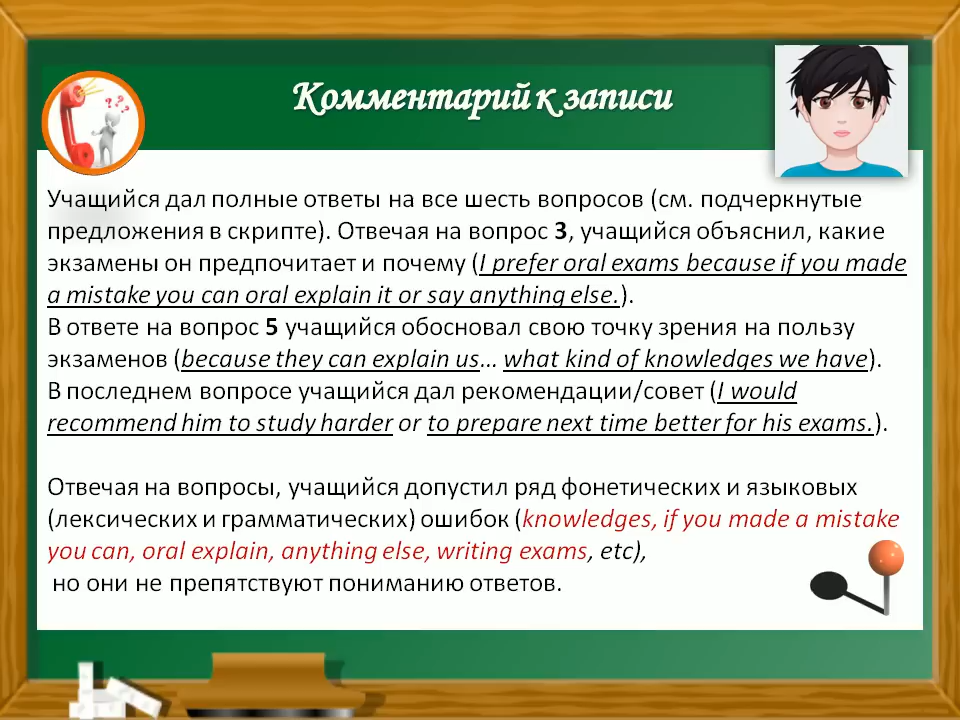 Комментарий к записи
Учащийся дал полные ответы на все шесть вопросов (см. подчеркнутые
предложения в скрипте). Отвечая на вопрос 3, учащийся объяснил, какие
экзамены он предпочитает и почему (I prefer oral exams because if you made
a mistake you can oral explain it or say anything else.).
В ответе на вопрос 5 учащийся обосновал свою точку зрения на пользу
экзаменов (because they can explain us… what kind of knowledges we have).
В последнем вопросе учащийся дал рекомендации/совет (I would
recommend him to study harder or to prepare next time better for his exams.).
Отвечая на вопросы, учащийся допустил ряд фонетических и языковых
(лексических и грамматических) ошибок (knowledges, if you made a mistake
you can, oral explain, anything else, writing exams, etc),
но они не препятствуют пониманию ответов.